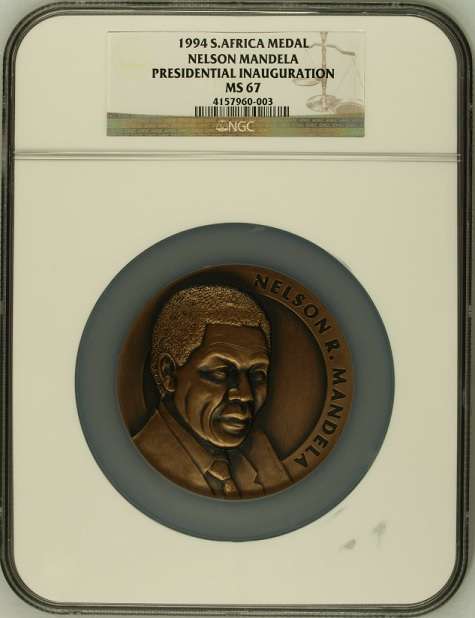 1994 S.AFRICA MEDAL
NELSON MANDELA
PRESIDENTIAL INAUGURATION
MS 67
4157960-003
NGC
NELSON R. MANDELA